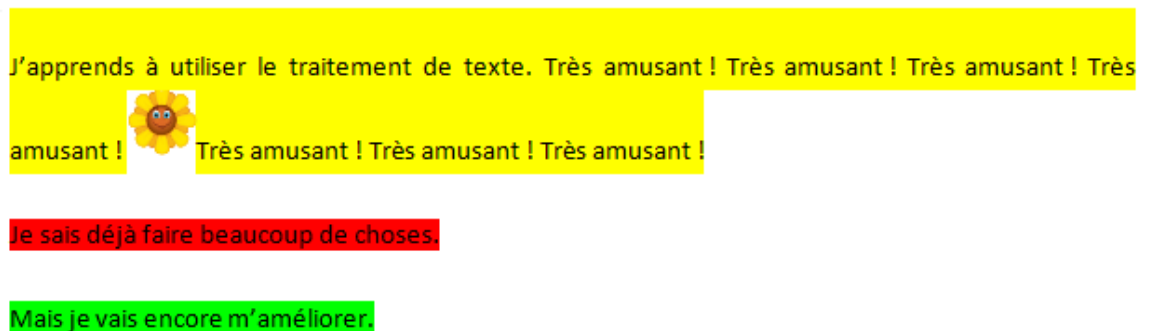 J’apprends à utiliser le traitement de texte. Très amusant ! Très amusant ! Très amusant ! Très
amusant ! Très amusant ! Très amusant ! Très amusant !
Je sais déjà faire beaucoup de choses.
Mais je vais encore m’améliorer.